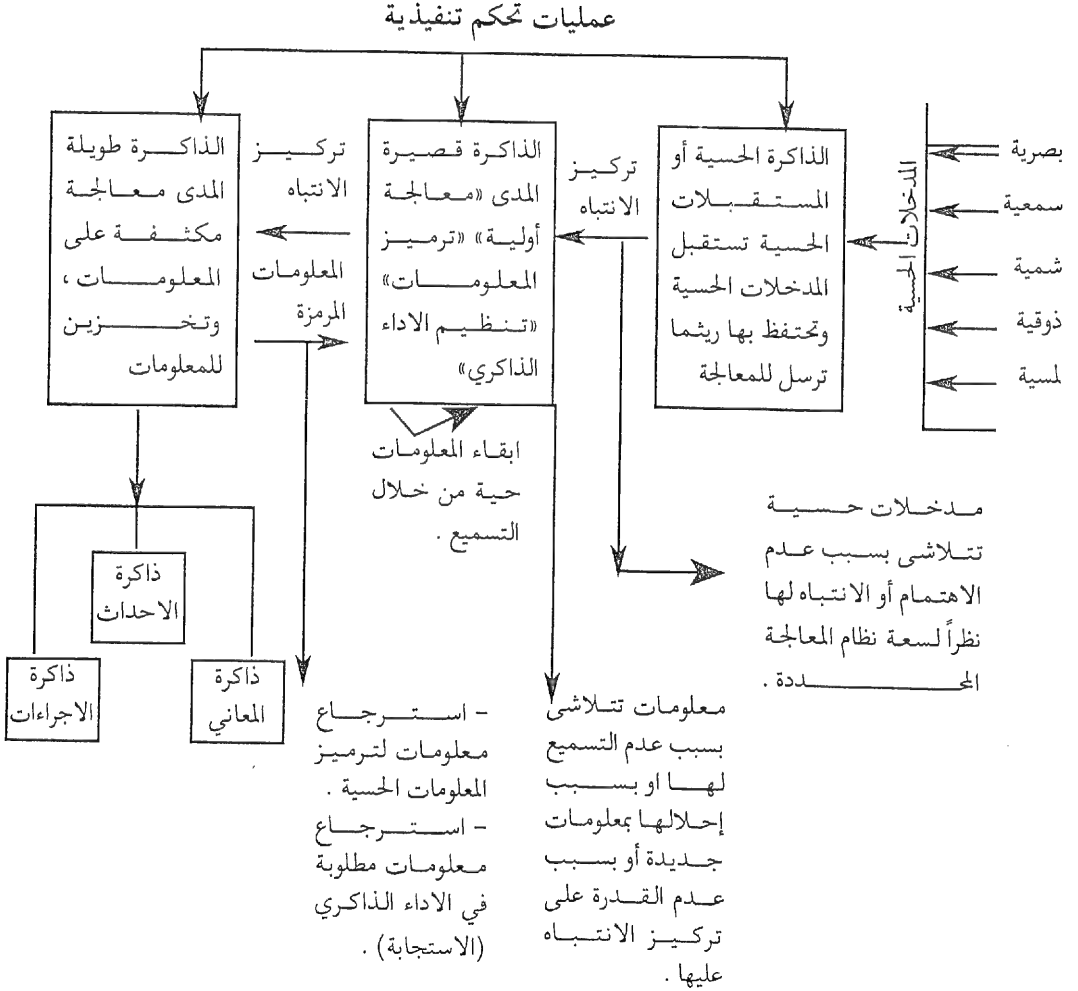 عمليات تحكم تنفيذية
بصرية
سمعية
شمية
ذوقية
لمسية
المدخلات الحسية
الذاكرة الحسية أو
المستقبلات
الحسية تستقبل
المدخلات الحسية
وتحتفظ بها ريثما
ترسل للمعالجة
تركيز
الانتباه
الذاكرة قصيرة
المدى «معالجة
أولية» «ترميز
المعلومات»
«تنظيم الاداء
الذاكري»
تركيز
الانتباه
المعلومات
المرمزة
الذاكرة طويلة
المدى معالجة
مكثفة على
المعلومات ،
وتخزين
للمعلومات
ابقاء المعلومات
حية من خلال
التسميع .
مدخلات حسية
تتلاشى بسبب عدم
الاهتمام أو الانتباه لها
نظراً لسعة نظام المعالجة
المحددة .
ذاكرة
الاحداث
ذاكرة
المعاني
ذاكرة
الاجراءات
معلومات تتلاشى
بسبب عدم التسميع
لها او بسبب
إحلالها بمعلومات
جديدة أو بسبب
عدم القدرة على
تركيز الانتباه
عليها .
– استرجاع
معلومات لترميز
المعلومات الحسية .
– استرجاع
معلومات مطلوبة
في الاداء الذاكري
(الاستجابة) .